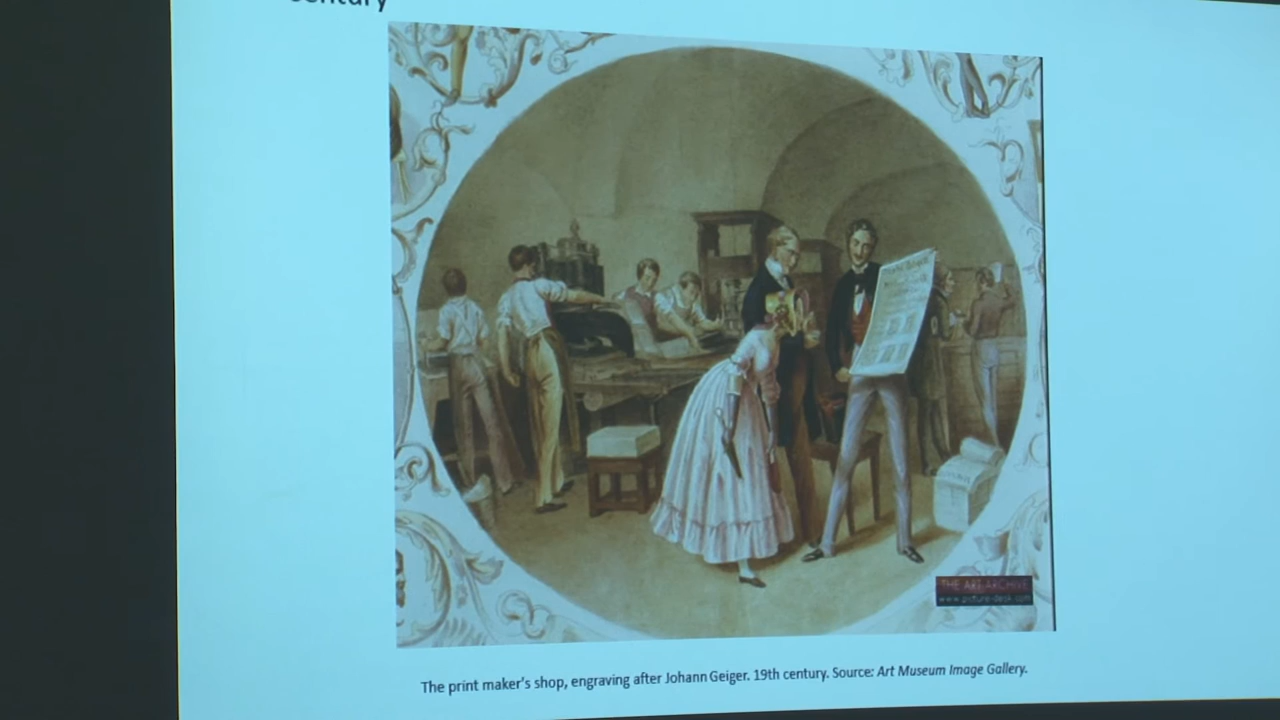 century
THE ART ARCHIVE
www.picture-desk.com
The print maker's shop, engraving after Johann Geiger. 19th century. Source: Art Museum Image Gallery.